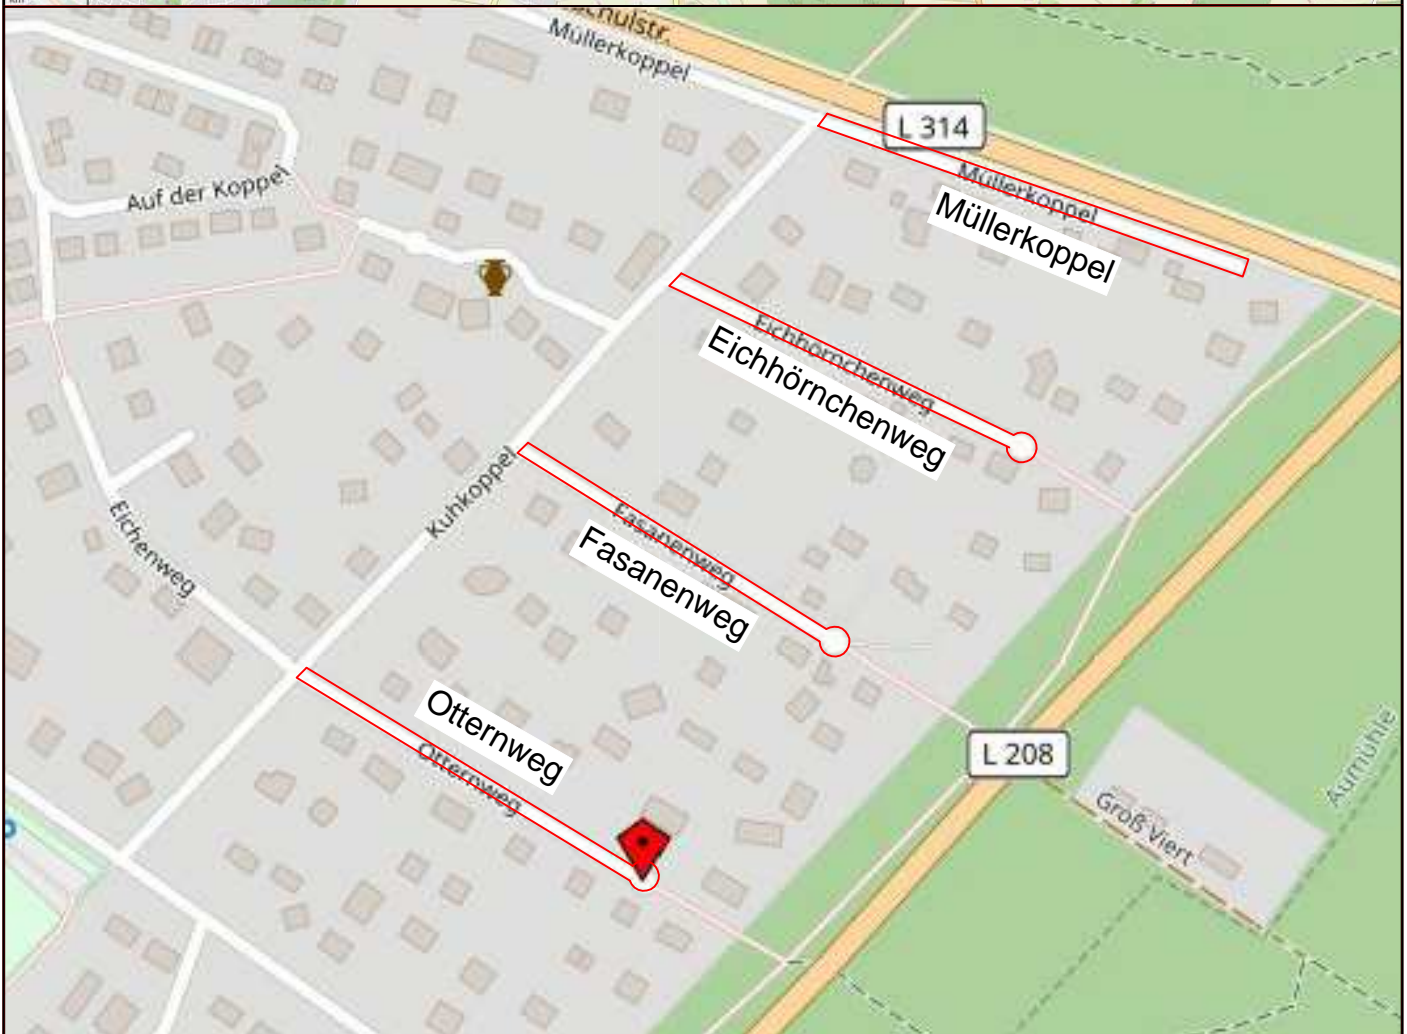 chulstr.
Müllerkoppel
L 314
Müllerkoppel
Müllerkoppel
Auf der Koppel
Eichhörnchenweg
Eichhörnchenweg
Kuhkoppel
Eichenweg
Fasanenweg
Fasanenweg
Otternweg
Otternweg
L 208
Groß Viert
Aumühle